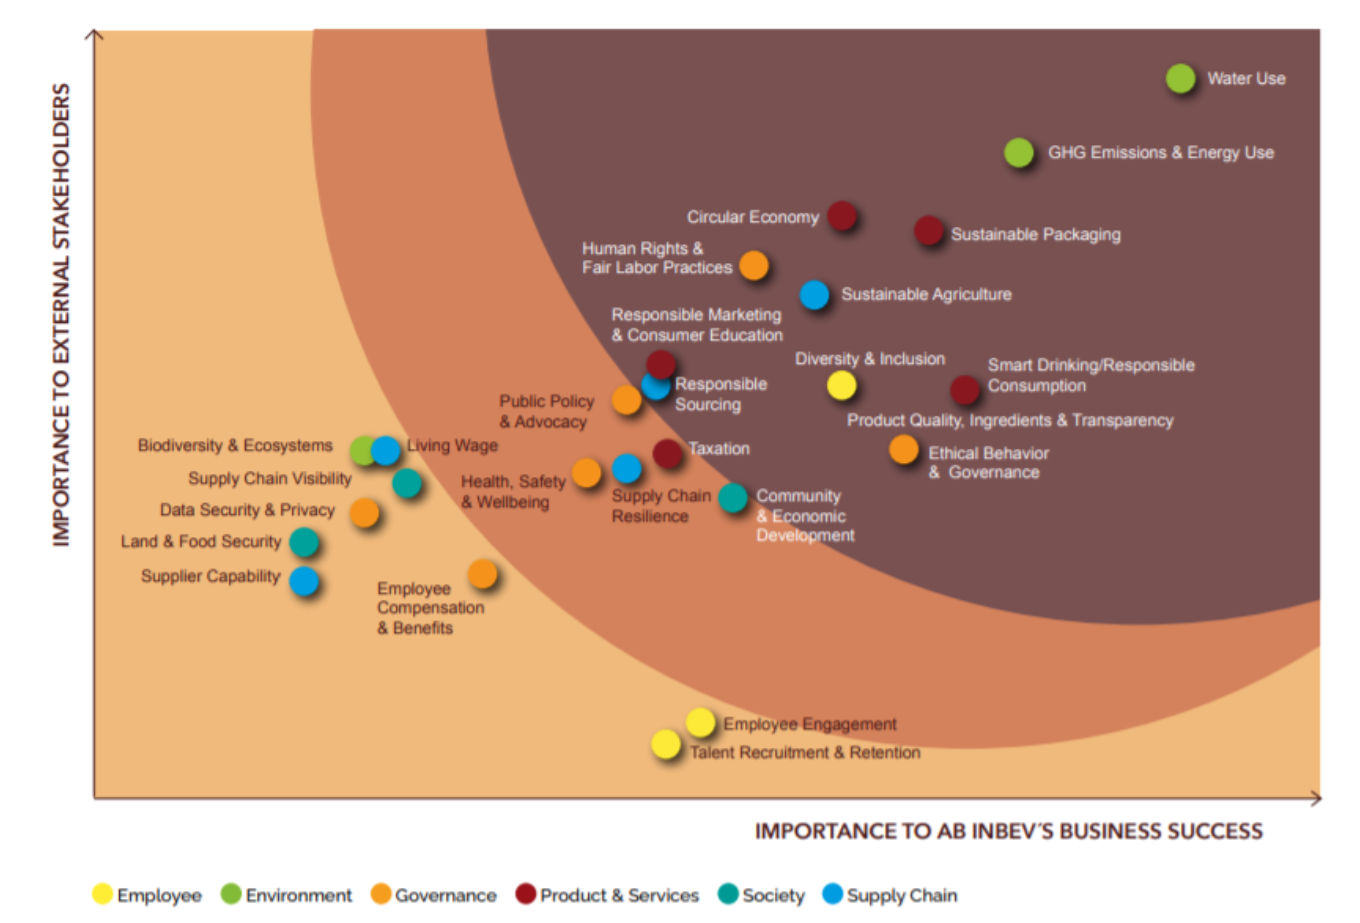 IMPORTANCE TO EXTERNAL STAKEHOLDERS
Water Use
GHG Emissions & Energy Use
Circular Economy
Sustainable Packaging
Human Rights &
Fair Labor Practices
Sustainable Agriculture
Responsible Marketing
& Consumer Education
Diversity & Inclusion
Smart Drinking/Responsible
Consumption
Responsible
Sourcing
Public Policy
& Advocacy
Product Quality, Ingredients & Transparency
Biodiversity & Ecosystems
Living Wage
Taxation
Ethical Behavior
& Governance
Supply Chain Visibility
Health, Safety
& Wellbeing
Supply Chain
Resilience
Community
& Economic
Development
Data Security & Privacy
Land & Food Security
Supplier Capability
Employee
Compensation
& Benefits
Employee Engagement
Talent Recruitment & Retention
IMPORTANCE TO AB INBEV´S BUSINESS SUCCESS
Employee
Environment
Governance
Product & Services
Society
Supply Chain